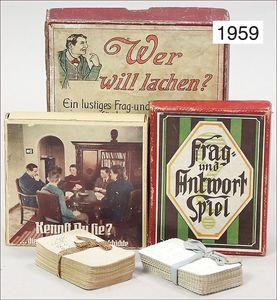 1959
Wer
will lachen?
Ein lustiges Frag-und
Kennst Du sie?
Frag-
und
Antwort
Spiel